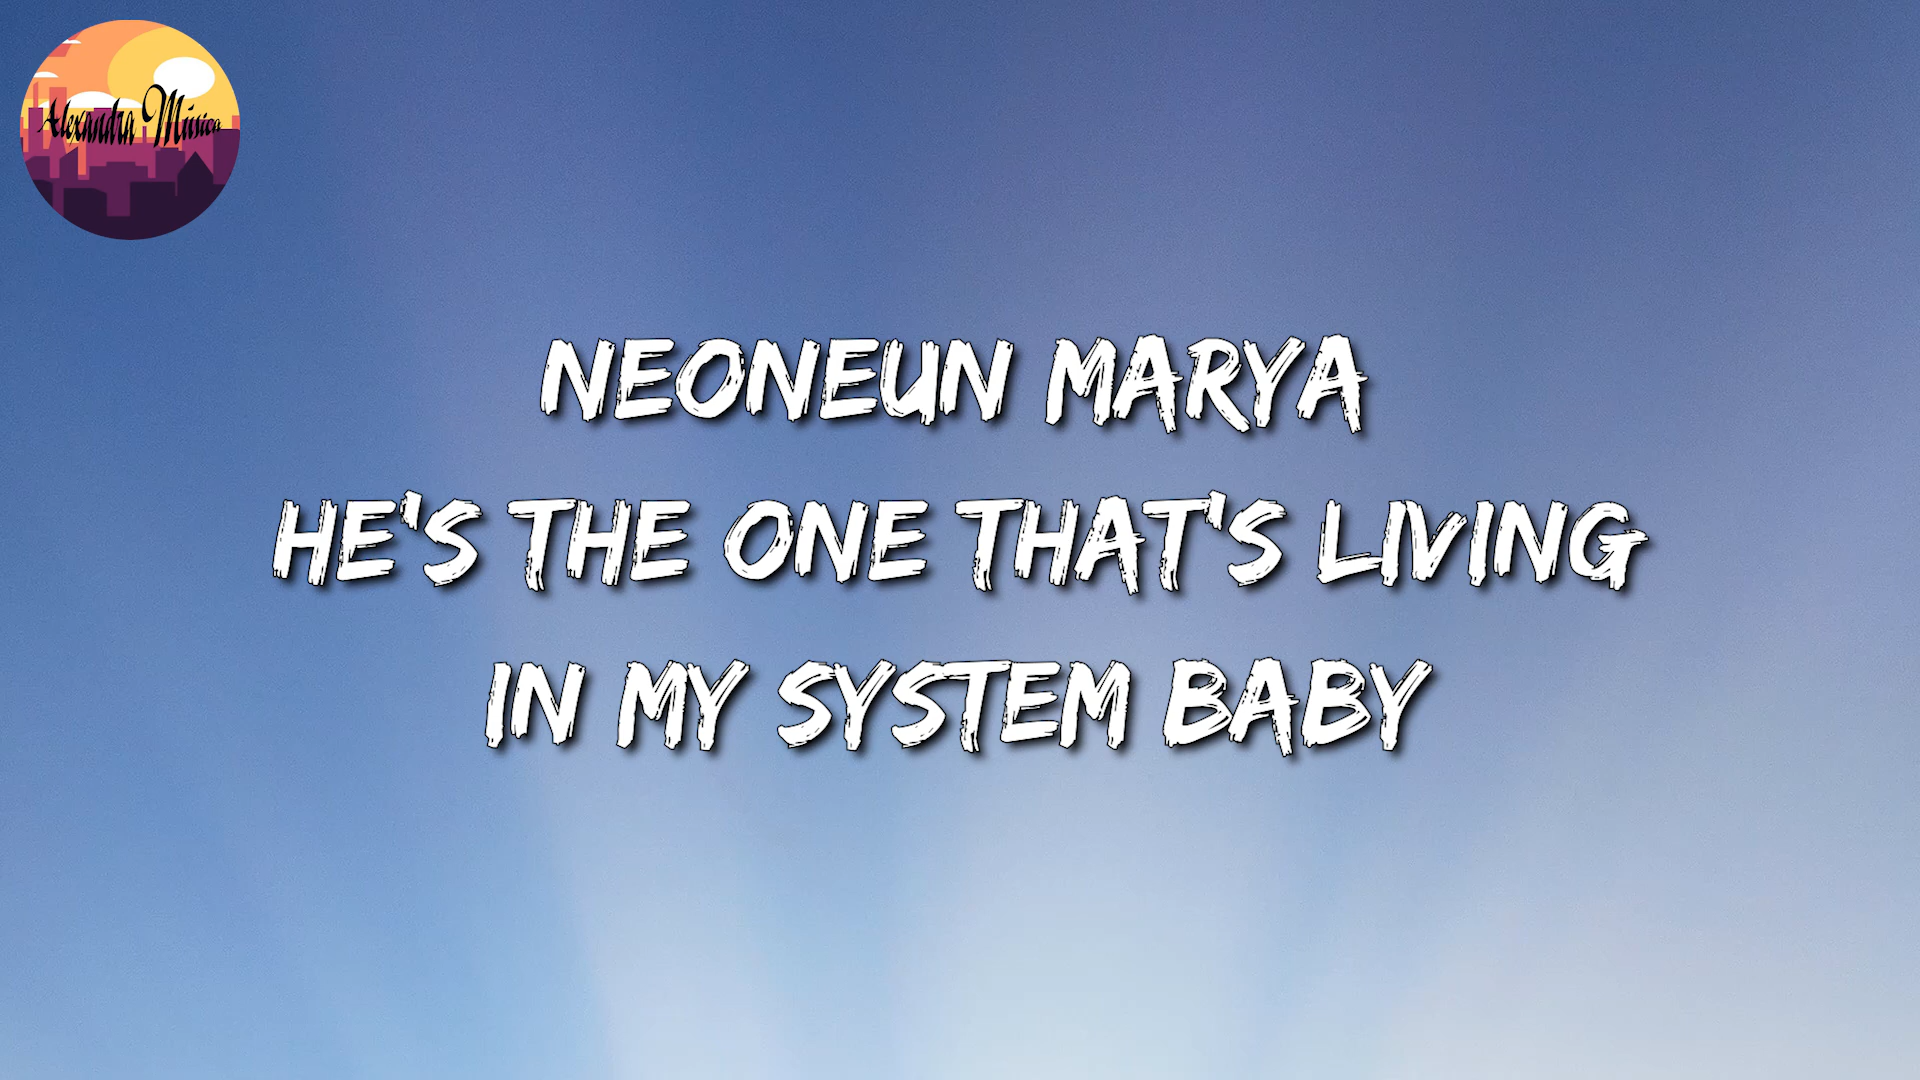 Alexandra Música
NEONEUN MARYA
HE'S THE ONE THAT'S LIVING
IN MY SYSTEM BABY